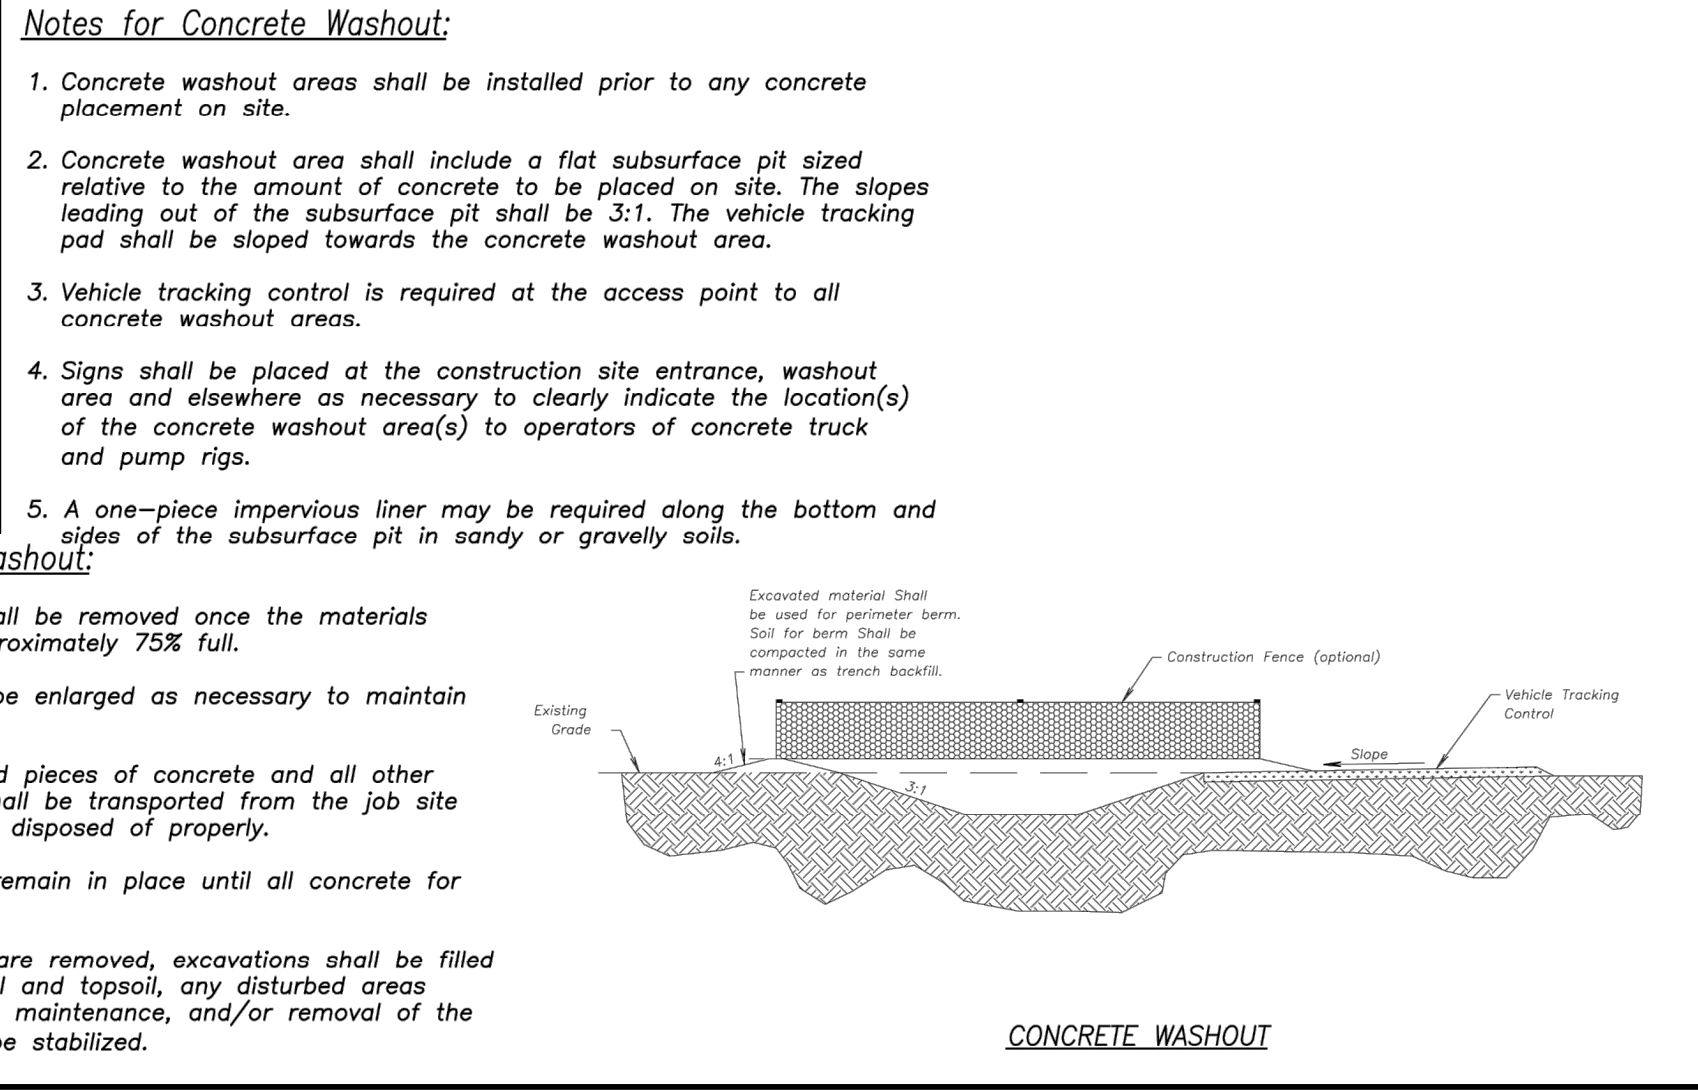 Notes for Concrete Washout:
1. Concrete washout areas shall be installed prior to any concrete
placement on site.
2. Concrete washout area shall include a flat subsurface pit sized
relative to the amount of concrete to be placed on site. The slopes
leading out of the subsurface pit shall be 3:1. The vehicle tracking
pad shall be sloped towards the concrete washout area.
3. Vehicle tracking control is required at the access point to all
concrete washout areas.
4. Signs shall be placed at the construction site entrance, washout
area and elsewhere as necessary to clearly indicate the location(s)
of the concrete washout area(s) to operators of concrete truck
and pump rigs.
5. A one-piece impervious liner may be required along the bottom and
sides of the subsurface pit in sandy or gravelly soils.
ashout:
all be removed once the materials
roximately 75% full.
be enlarged as necessary to maintain
d pieces of concrete and all other
hall be transported from the job site
disposed of properly.
remain in place until all concrete for
are removed, excavations shall be filled
l and topsoil, any disturbed areas
maintenance, and/or removal of the
be stabilized.
Excavated material Shall
be used for perimeter berm.
Soil for berm Shall be
compacted in the same
manner as trench backfill.
Construction Fence (optional)
Vehicle Tracking
Control
Existing
Grade
Slope
4:1
3:1
CONCRETE WASHOUT